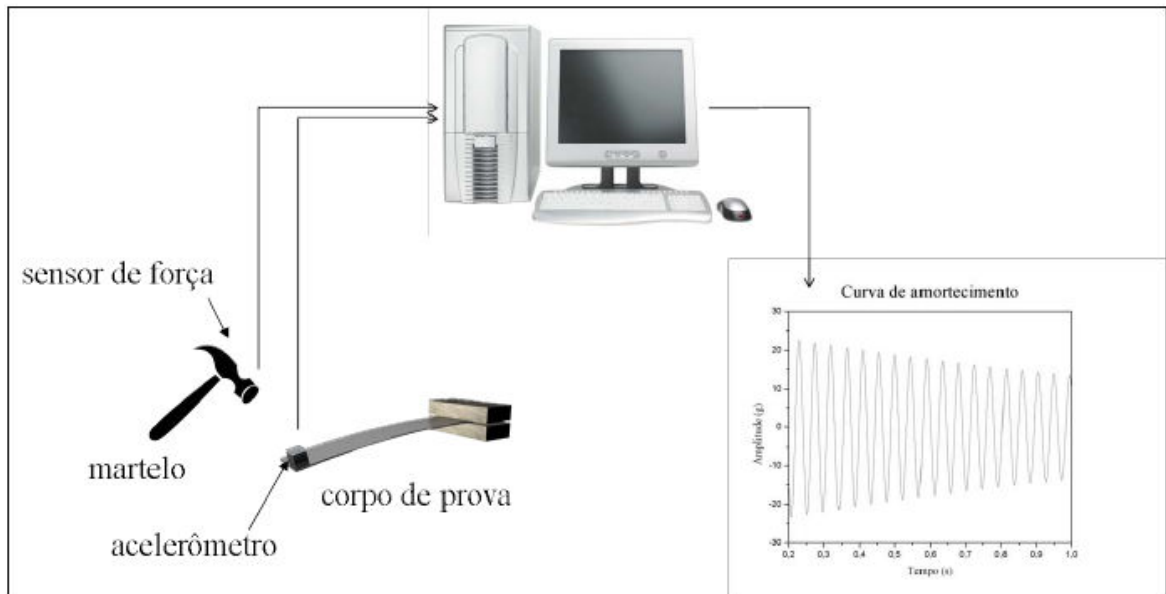 sensor de força
martelo
acelerômetro
corpo de prova
Curva de amortecimento
Amplitude (g)
30
20
10
0
-10
-20
-30
0,2
0,3
0,4
0,5
0,6
0,7
0,8
0,9
1,0
Tempo (s)